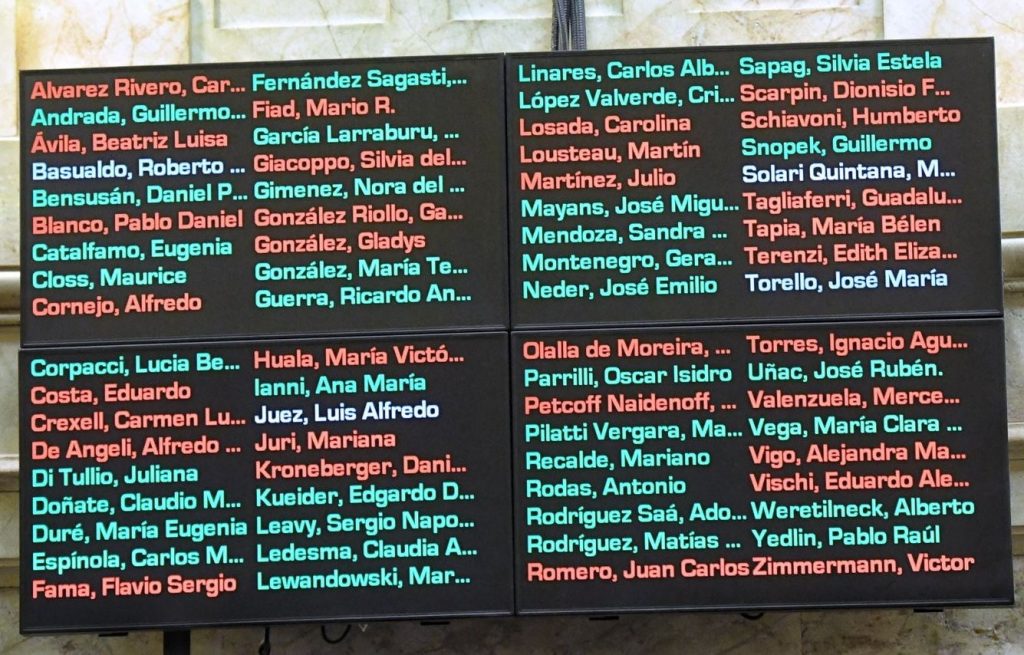 Alvarez Rivero, Car...
Andrada, Guillermo...
Ávila, Beatriz Luisa
Basualdo, Roberto ...
Bensusán, Daniel P...
Blanco, Pablo Daniel
Catalfamo, Eugenia
Closs, Maurice
Cornejo, Alfredo
Fernández Sagasti,...
Fiad, Mario R.
García Larraburu, ...
Giacoppo, Silvia del...
Gimenez, Nora del ...
González Riollo, Ga...
González, Gladys
González, María Te...
Guerra, Ricardo An...
Linares, Carlos Alb...
López Valverde, Cri...
Losada, Carolina
Lousteau, Martín
Martínez, Julio
Mayans, José Migu...
Mendoza, Sandra ...
Montenegro, Gera...
Neder, José Emilio
Sapag, Silvia Estela
Scarpin, Dionisio F...
Schiavoni, Humberto
Snopek, Guillermo
Solari Quintana, M...
Tagliaferri, Guadalu...
Tapia, María Bélen
Terenzi, Edith Eliza...
Torello, José María
Corpacci, Lucia Be...
Costa, Eduardo
Crexell, Carmen Lu...
De Angeli, Alfredo ...
Di Tullio, Juliana
Doñate, Claudio M...
Duré, María Eugenia
Espínola, Carlos M...
Fama, Flavio Sergio
Huala, María Victó...
Ianni, Ana María
Juez, Luis Alfredo
Juri, Mariana
Kroneberger, Dani...
Kueider, Edgardo D...
Leavy, Sergio Napo...
Ledesma, Claudia A...
Lewandowski, Mar...
Olalla de Moreira, ...
Parrilli, Oscar Isidro
Petcoff Naidenoff, ...
Pilatti Vergara, Ma...
Recalde, Mariano
Rodas, Antonio
Rodríguez Saá, Ado...
Rodríguez, Matías ...
Romero, Juan Carlos
Torres, Ignacio Agu...
Uñac, José Rubén.
Valenzuela, Merce...
Vega, María Clara ...
Vigo, Alejandra Ma...
Vischi, Eduardo Ale...
Weretilneck, Alberto
Yedlin, Pablo Raúl
Zimmermann, Victor